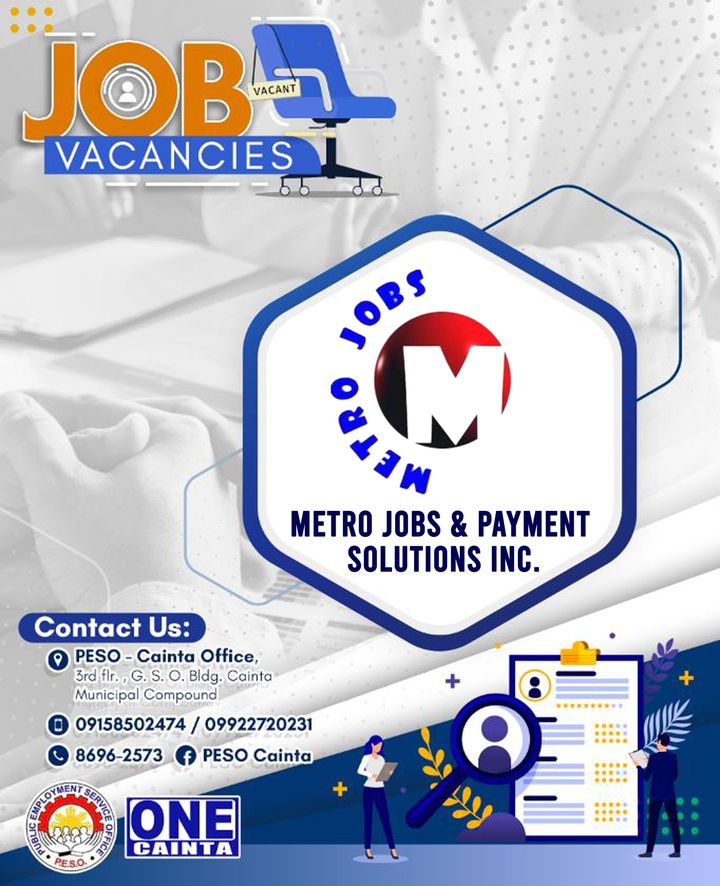 JOB
VACANT
VACANCIES
METRO JOBS
M
METRO JOBS & PAYMENT
SOLUTIONS INC.
Contact Us:
PESO - Cainta Office,
3rd flr. , G. S. O. Bldg. Cainta
Municipal Compound
09158502474 / 09922720231
8696-2573 PESO Cainta
PUBLIC EMPLOYMENT SERVICE OFFICE
P.E.S.O.
ONE
CAINTA